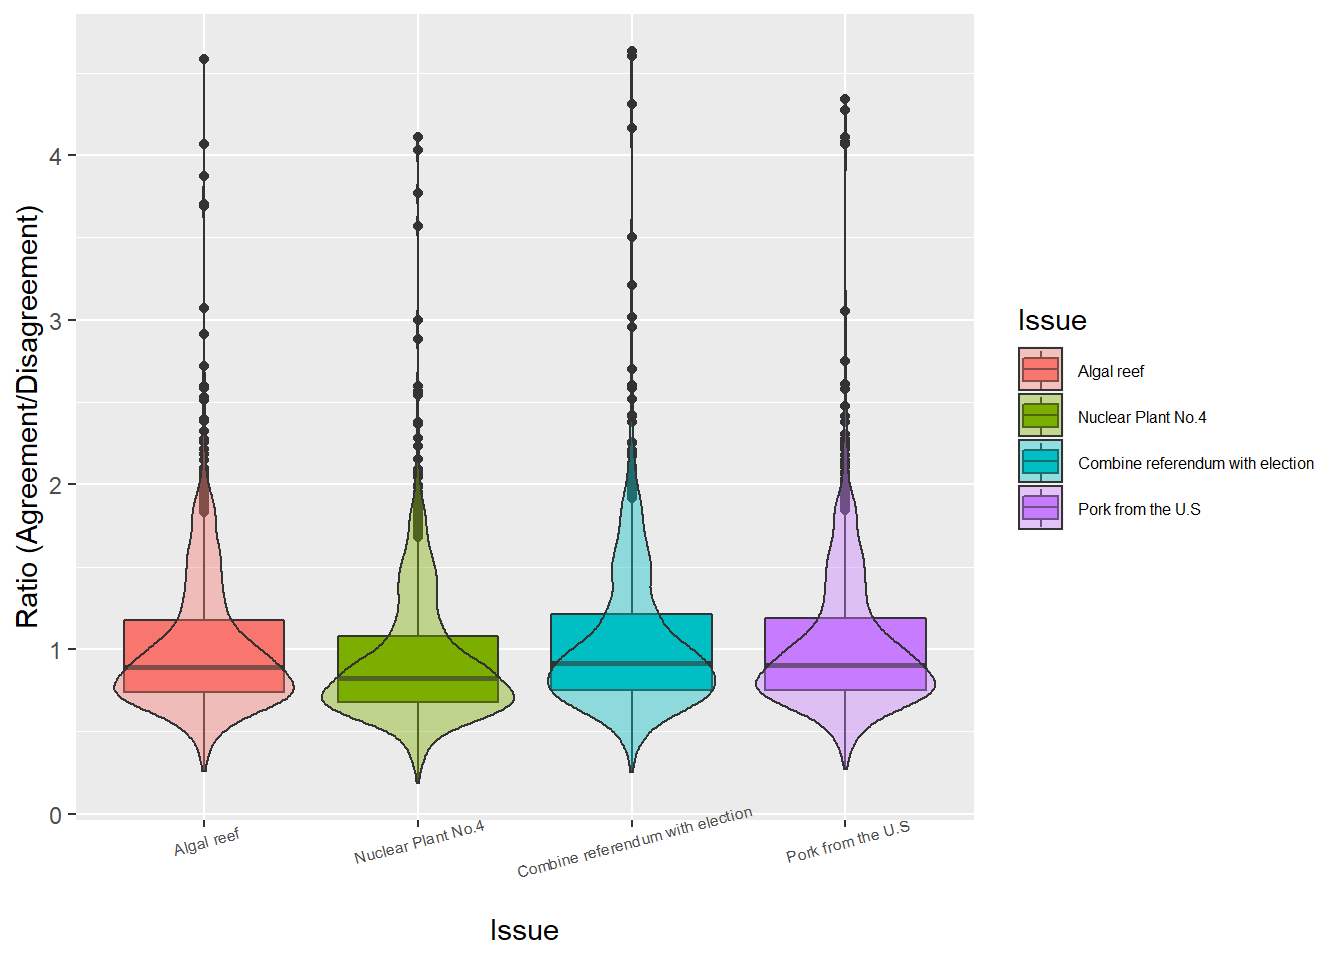 Ratio (Agreement/Disagreement)
4
3
2
1
0
Algal reef
Nuclear Plant No.4
Combine referendum with election
Pork from the U.S
Issue
Issue
Algal reef
Nuclear Plant No.4
Combine referendum with election
Pork from the U.S